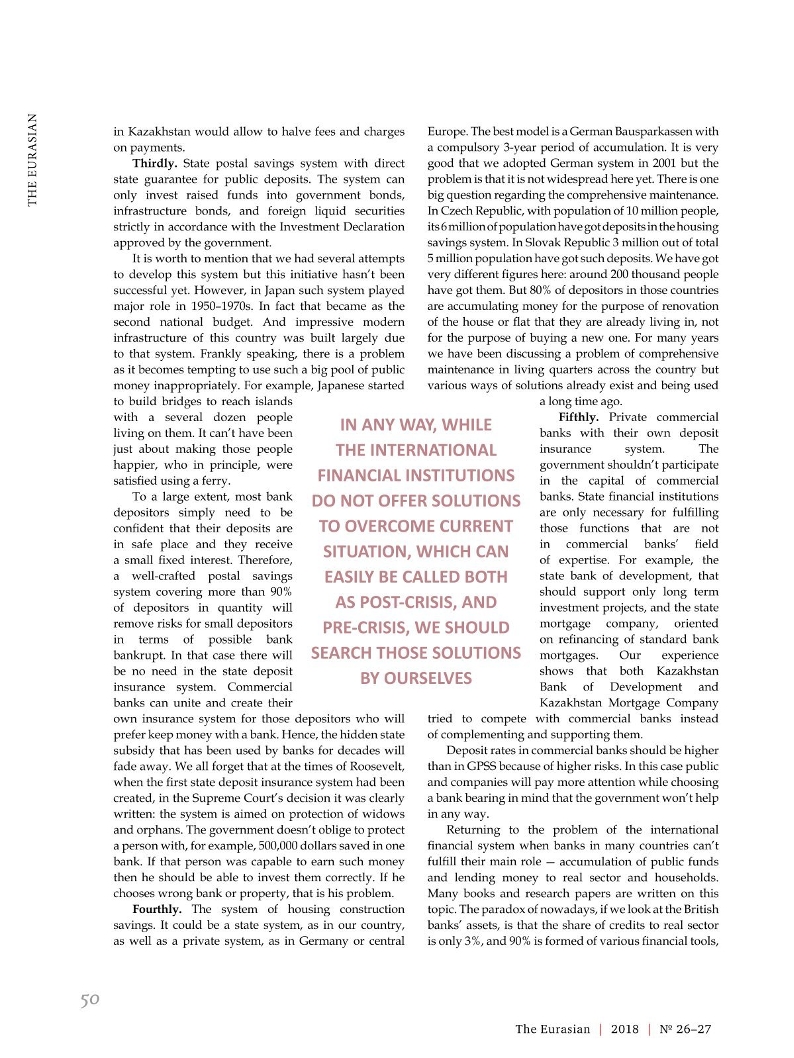 THE EURASIAN
in Kazakhstan would allow to halve fees and charges
on payments.
Thirdly. State postal savings system with direct
state guarantee for public deposits. The system can
only invest raised funds into government bonds,
infrastructure bonds, and foreign liquid securities
strictly in accordance with the Investment Declaration
approved by the government.
It is worth to mention that we had several attempts
to develop this system but this initiative hasn't been
successful yet. However, in Japan such system played
major role in 1950–1970s. In fact that became as the
second national budget. And impressive modern
infrastructure of this country was built largely due
to that system. Frankly speaking, there is a problem
as it becomes tempting to use such a big pool of public
money inappropriately. For example, Japanese started
to build bridges to reach islands
with a several dozen people
living on them. It can't have been
just about making those people
happier, who in principle, were
satisfied using a ferry.
To a large extent, most bank
depositors simply need to be
confident that their deposits are
in safe place and they receive
a small fixed interest. Therefore,
a well-crafted postal savings
system covering more than 90%
of depositors in quantity will
remove risks for small depositors
in terms of possible bank
bankrupt. In that case there will
be no need in the state deposit
insurance system. Commercial
banks can unite and create their
own insurance system for those depositors who will
prefer keep money with a bank. Hence, the hidden state
subsidy that has been used by banks for decades will
fade away. We all forget that at the times of Roosevelt,
when the first state deposit insurance system had been
created, in the Supreme Court's decision it was clearly
written: the system is aimed on protection of widows
and orphans. The government doesn't oblige to protect
a person with, for example, 500,000 dollars saved in one
bank. If that person was capable to earn such money
then he should be able to invest them correctly. If he
chooses wrong bank or property, that is his problem.
Fourthly. The system of housing construction
savings. It could be a state system, as in our country,
as well as a private system, as in Germany or central
IN ANY WAY, WHILE
THE INTERNATIONAL
FINANCIAL INSTITUTIONS
DO NOT OFFER SOLUTIONS
TO OVERCOME CURRENT
SITUATION, WHICH CAN
EASILY BE CALLED BOTH
AS POST-CRISIS, AND
PRE-CRISIS, WE SHOULD
SEARCH THOSE SOLUTIONS
BY OURSELVES
Europe. The best model is a German Bausparkassen with
a compulsory 3-year period of accumulation. It is very
good that we adopted German system in 2001 but the
problem is that it is not widespread here yet. There is one
big question regarding the comprehensive maintenance.
In Czech Republic, with population of 10 million people,
its 6 million of population have got deposits in the housing
savings system. In Slovak Republic 3 million out of total
5 million population have got such deposits. We have got
very different figures here: around 200 thousand people
have got them. But 80% of depositors in those countries
are accumulating money for the purpose of renovation
of the house or flat that they are already living in, not
for the purpose of buying a new one. For many years
we have been discussing a problem of comprehensive
maintenance in living quarters across the country but
various ways of solutions already exist and being used
a long time ago.
Fifthly. Private commercial
banks with their own deposit
insurance system. The
government shouldn't participate
in the capital of commercial
banks. State financial institutions
are only necessary for fulfilling
those functions that are not
in commercial banks' field
of expertise. For example, the
state bank of development, that
should support only long term
investment projects, and the state
mortgage company, oriented
on refinancing of standard bank
mortgages. Our experience
shows that both Kazakhstan
Bank of Development and
Kazakhstan Mortgage Company
tried to compete with commercial banks instead
of complementing and supporting them.
Deposit rates in commercial banks should be higher
than in GPSS because of higher risks. In this case public
and companies will pay more attention while choosing
a bank bearing in mind that the government won't help
in any way.
Returning to the problem of the international
financial system when banks in many countries can't
fulfill their main role — accumulation of public funds
and lending money to real sector and households.
Many books and research papers are written on this
topic. The paradox of nowadays, if we look at the British
banks' assets, is that the share of credits to real sector
is only 3%, and 90% is formed of various financial tools,
50
The Eurasian | 2018 | № 26–27